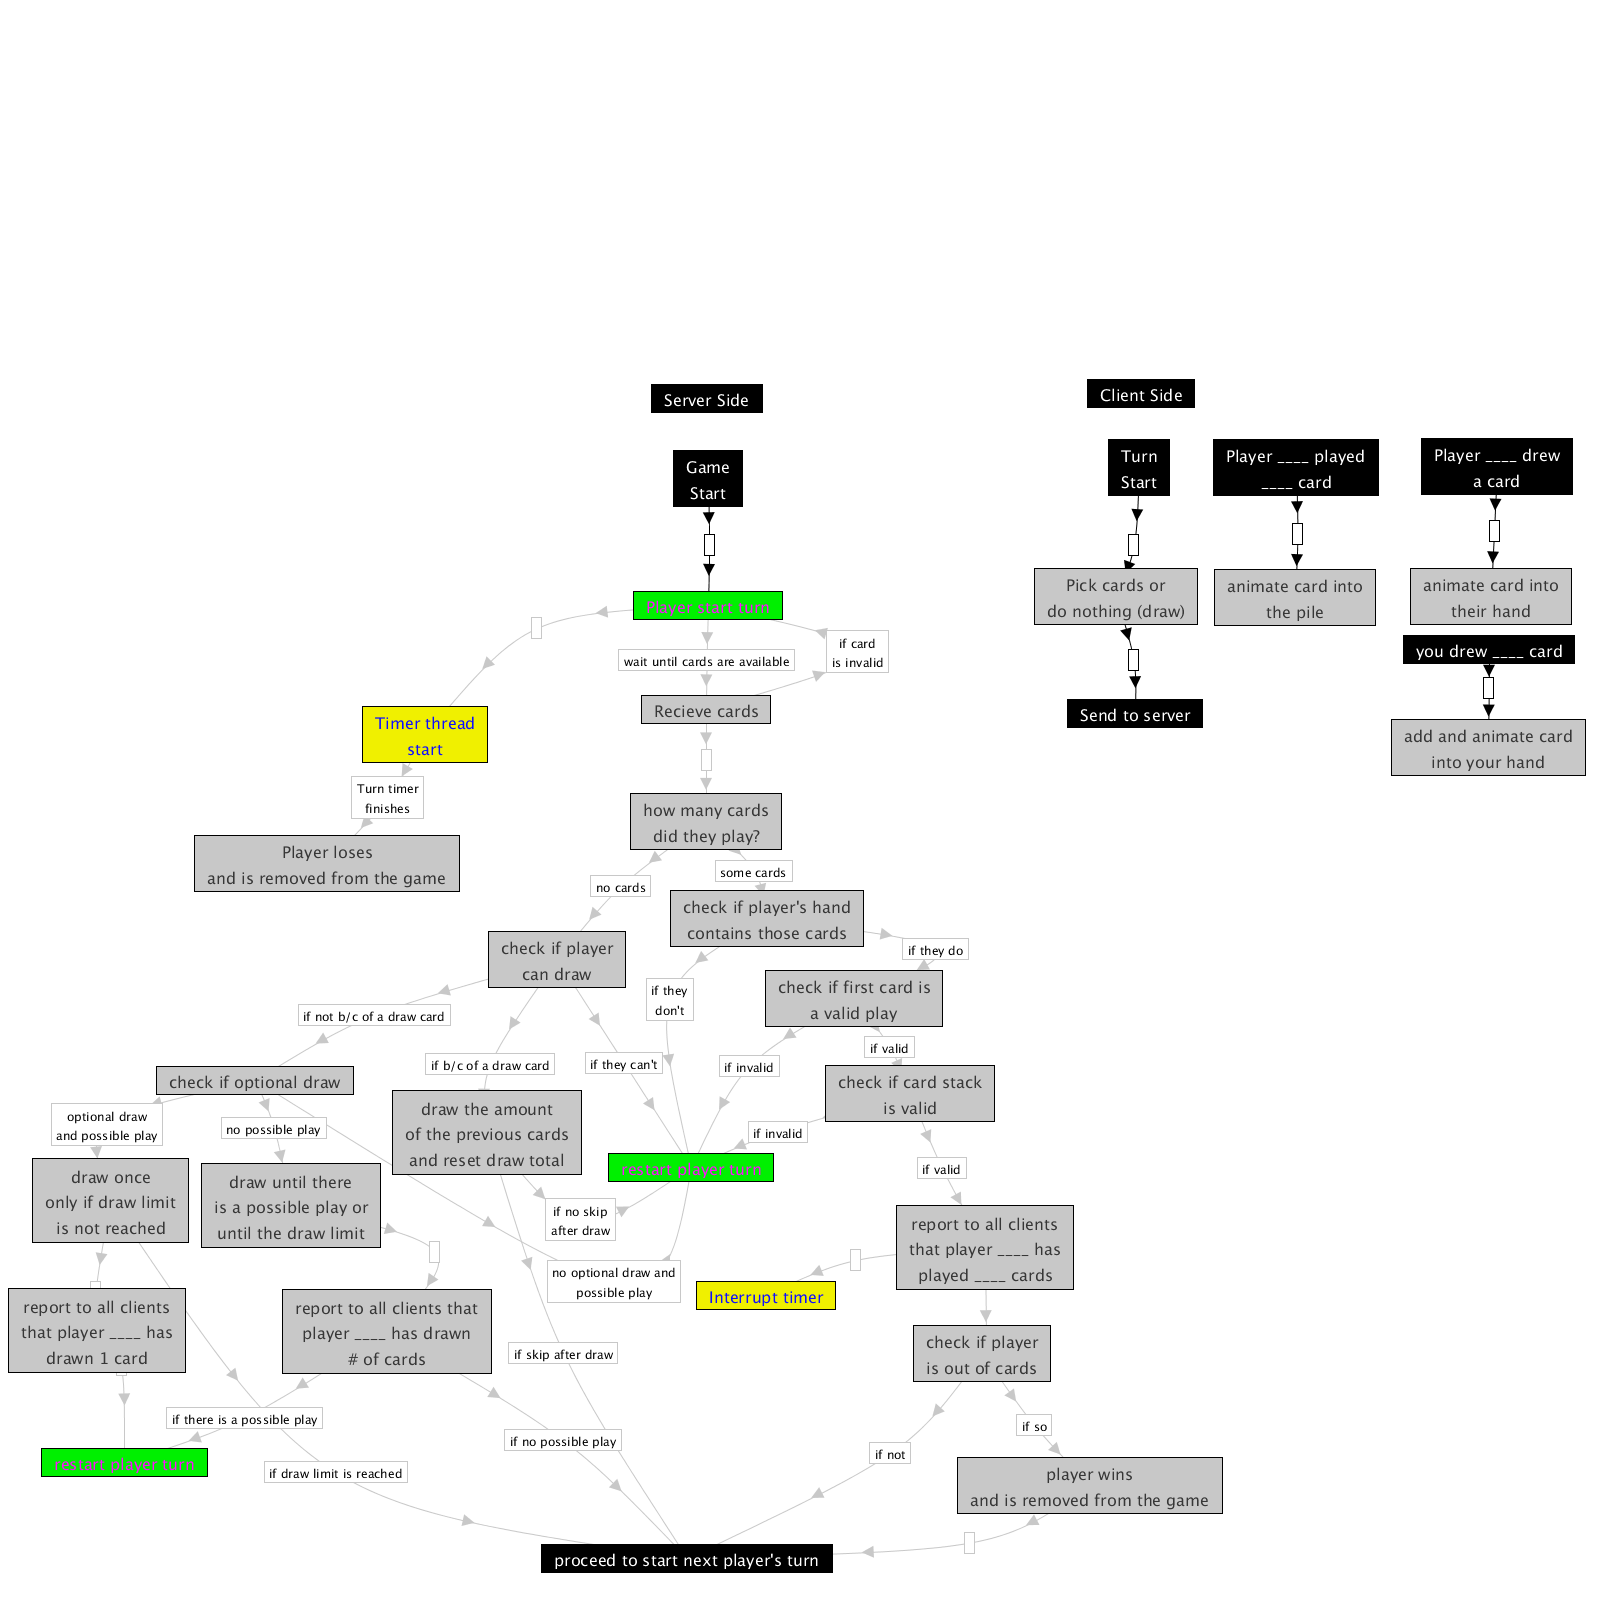 Server Side
Client Side
Game
Start
Turn
Start
Player ____ played
____ card
Player ____ drew
a card
Player start turn
wait until cards are available
if card
is invalid
Recieve cards
Pick cards or
do nothing (draw)
Send to server
animate card into
the pile
animate card into
their hand
you drew ____ card
add and animate card
into your hand
Timer thread
start
Turn timer
finishes
Player loses
and is removed from the game
how many cards
did they play?
no cards
some cards
check if player
can draw
check if player's hand
contains those cards
if they do
if they
don't
check if first card is
a valid play
if not b/c of a draw card
if b/c of a draw card
if they can't
if invalid
if valid
check if optional draw
check if card stack
is valid
optional draw
and possible play
no possible play
draw the amount
of the previous cards
and reset draw total
if invalid
if valid
draw once
only if draw limit
is not reached
draw until there
is a possible play or
until the draw limit
restart player turn
if no skip
after draw
no optional draw and
possible play
report to all clients
that player ____ has
played ____ cards
Interrupt timer
report to all clients
that player ____ has
drawn 1 card
report to all clients that
player ____ has drawn
# of cards
if skip after draw
check if player
is out of cards
if there is a possible play
if no possible play
if not
if so
restart player turn
if draw limit is reached
player wins
and is removed from the game
proceed to start next player's turn